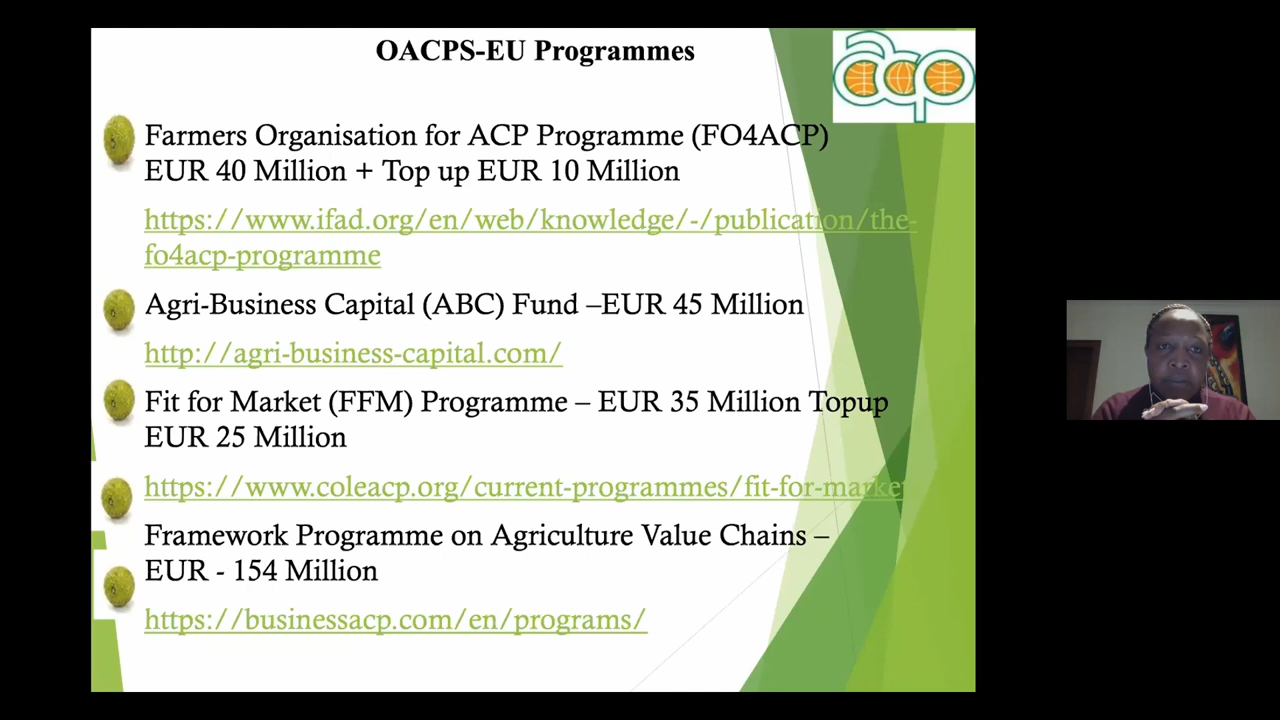 OACPS-EU Programmes
acp
Farmers Organisation for ACP Programme (FO4ACP)
EUR 40 Million + Top up EUR 10 Million
https://www.ifad.org/en/web/knowledge/-/publication/the-
fo4acp-programme
Agri-Business Capital (ABC) Fund –EUR 45 Million
http://agri-business-capital.com/
Fit for Market (FFM) Programme – EUR 35 Million Topup
EUR 25 Million
https://www.coleacp.org/current-programmes/fit-for-market
Framework Programme on Agriculture Value Chains –
EUR - 154 Million
https://businessacp.com/en/programs/